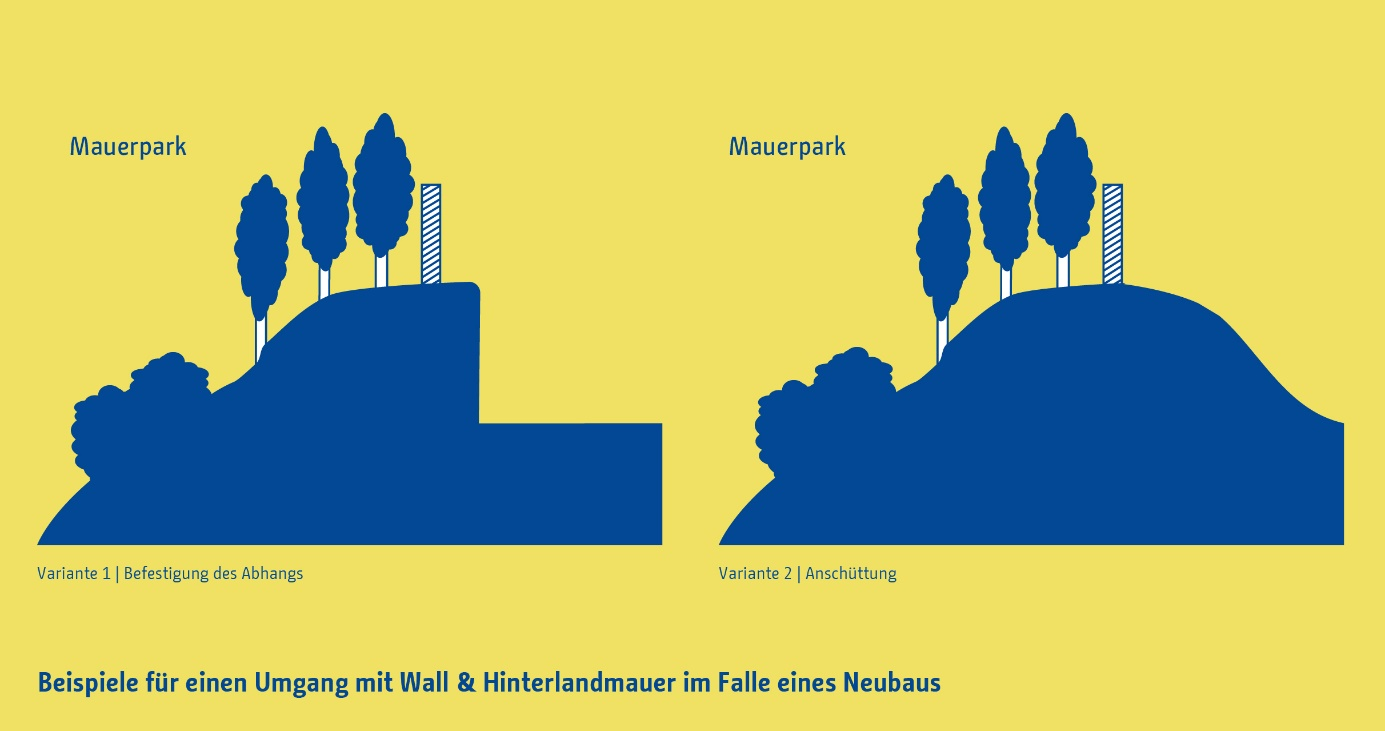 Mauerpark
Mauerpark
Variante 1 | Befestigung des Abhangs
Variante 2 | Anschüttung
Beispiele für einen Umgang mit Wall & Hinterlandmauer im Falle eines Neubaus